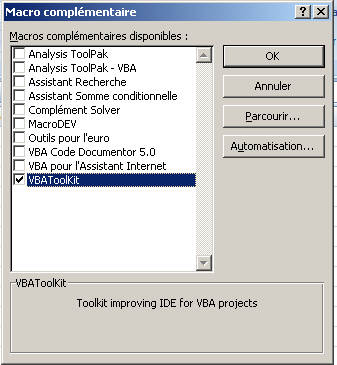 Macro complémentaire
Macros complémentaires disponibles :
Analysis ToolPak
Analysis ToolPak - VBA
Assistant Recherche
Assistant Somme conditionnelle
Complément Solver
MacroDEV
Outils pour l'euro
VBA Code Documentor 5.0
VBA pour l'Assistant Internet
VBAToolKit
OK
Annuler
Parcourir...
Automatisation...
VBAToolKit
Toolkit improving IDE for VBA projects